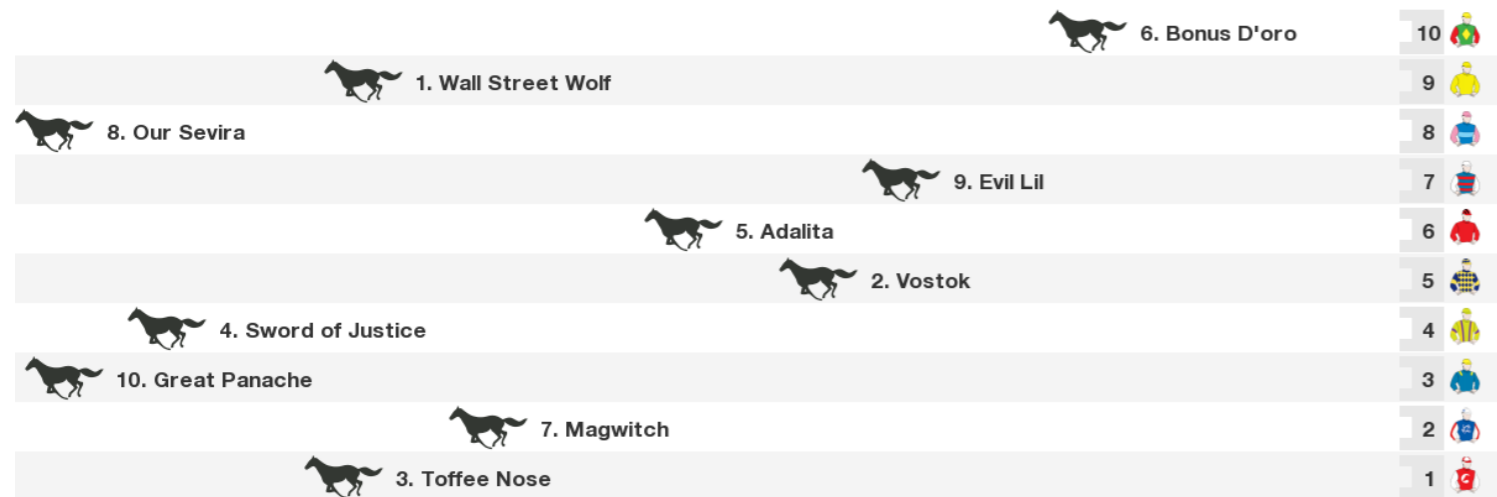 6. Bonus D'oro 10
1. Wall Street Wolf 9
8. Our Sevira 8
9. Evil Lil 7
5. Adalita 6
2. Vostok 5
4. Sword of Justice 4
10. Great Panache 3
7. Magwitch 2
3. Toffee Nose 1